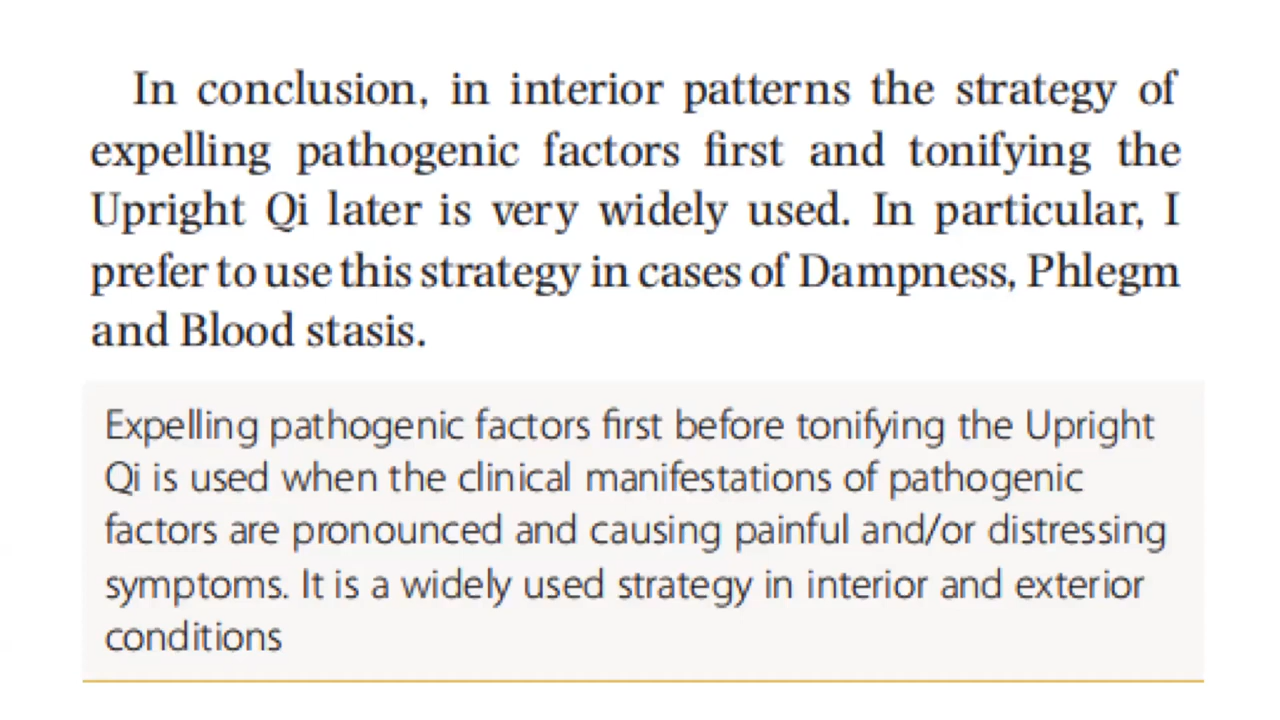 In conclusion, in interior patterns the strategy of
expelling pathogenic factors first and tonifying the
Upright Qi later is very widely used. In particular, I
prefer to use this strategy in cases of Dampness, Phlegm
and Blood stasis.
Expelling pathogenic factors first before tonifying the Upright
Qi is used when the clinical manifestations of pathogenic
factors are pronounced and causing painful and/or distressing
symptoms. It is a widely used strategy in interior and exterior
conditions